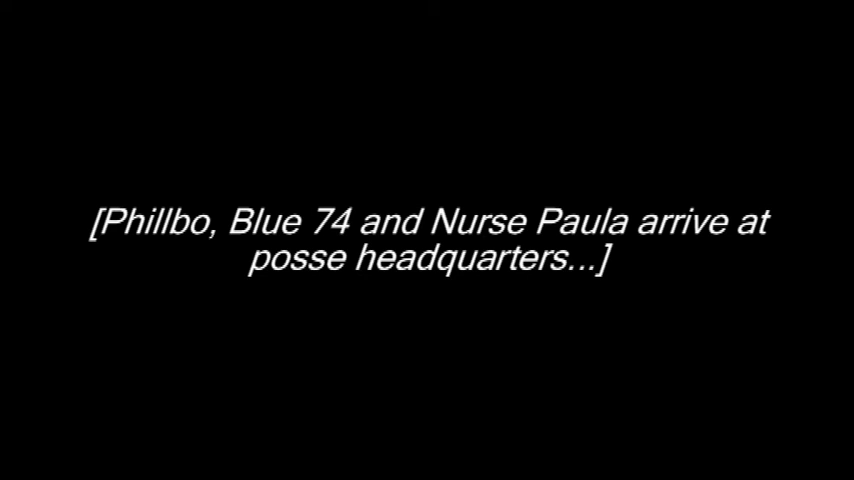 [Phillbo, Blue 74 and Nurse Paula arrive at
posse headquarters...]